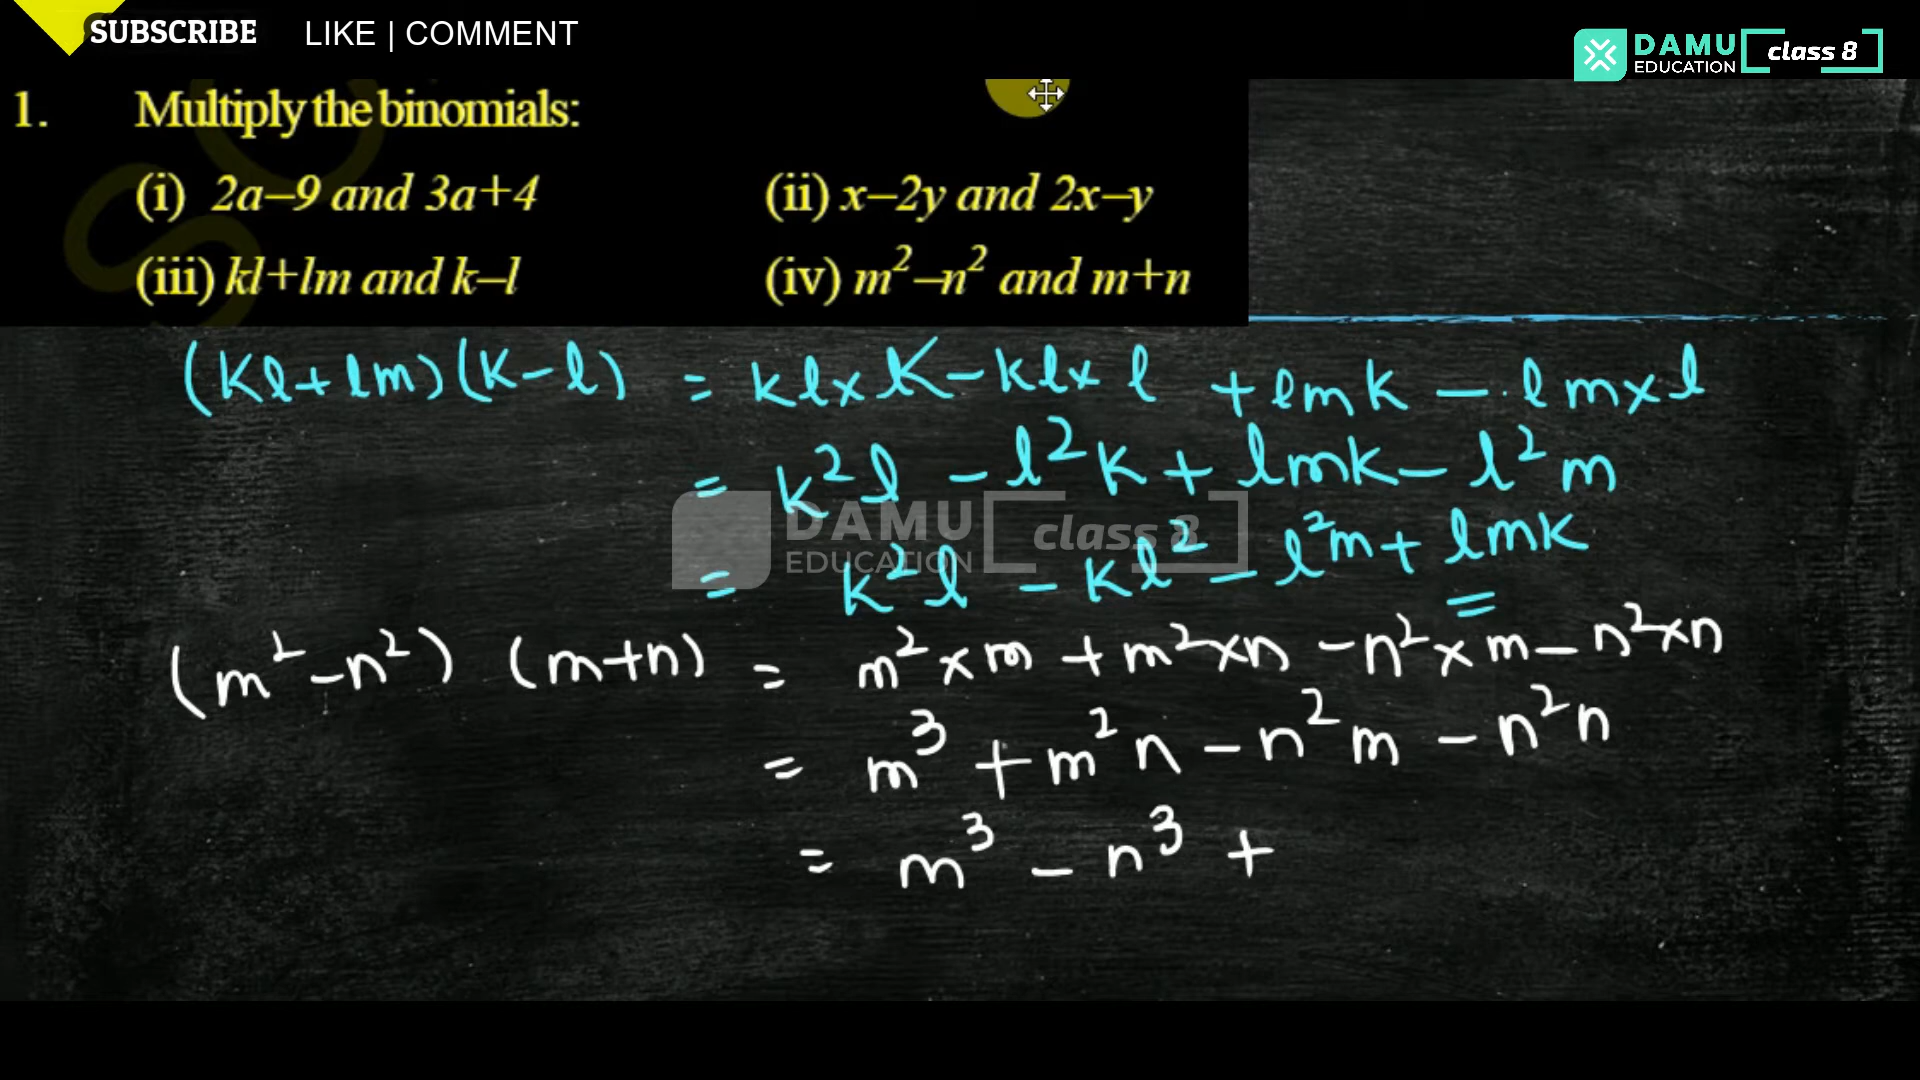 SUBSCRIBE LIKE | COMMENT
DAMU EDUCATION class 8
1. Multiply the binomials:
(i) 2a–9 and 3a+4 (ii) x–2y and 2x–y
(iii) kl+lm and k–l (iv) m²–n² and m+n
(kl+lm)(k-l) = kl×k-kl×l +lmk - lm×l
= k²l - l²k + lmk - l²m
= k²l - kl² - l²m + lmk
(m²-n²) (m+n) = m²×m + m²×n - n²×m - n²×n
= m³ + m²n - n²m - n²n
= m³ - n³ +
DAMU EDUCATION class 8